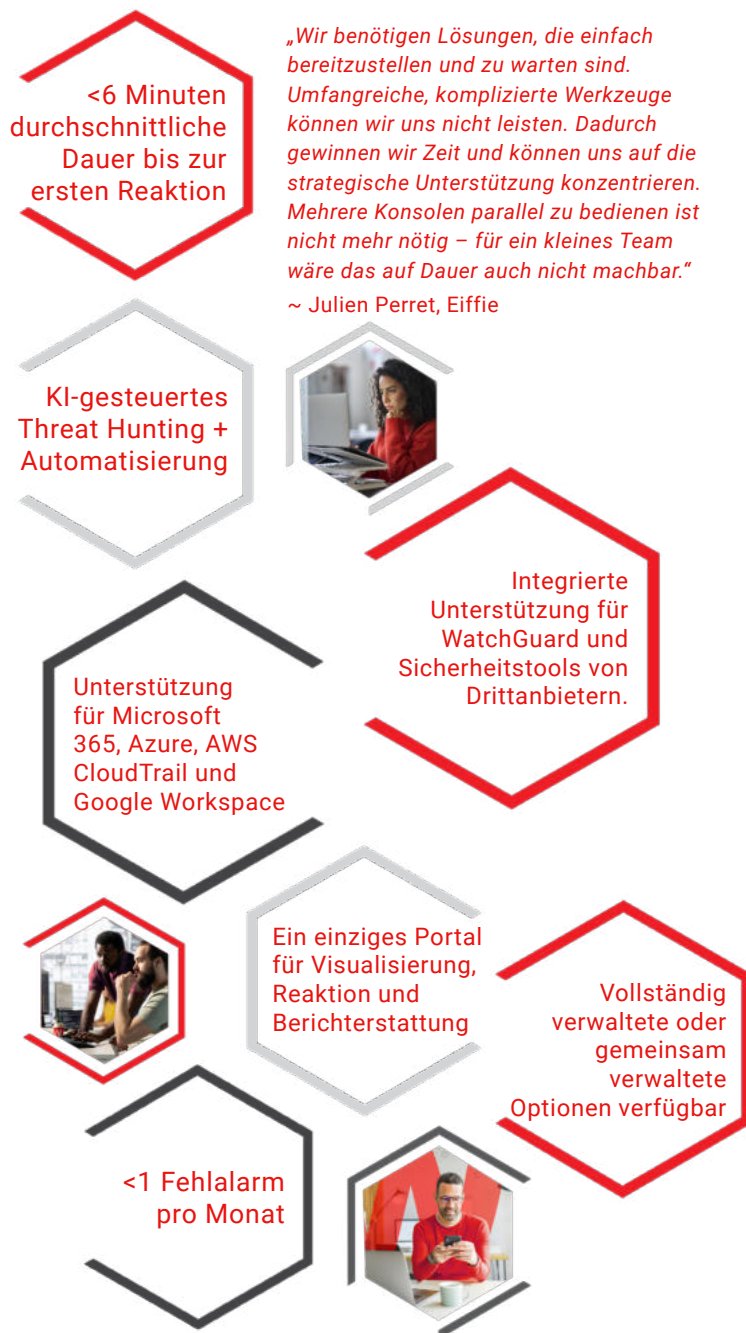 <6 Minuten
durchschnittliche
Dauer bis zur
ersten Reaktion
„Wir benötigen Lösungen, die einfach
bereitzustellen und zu warten sind.
Umfangreiche, komplizierte Werkzeuge
können wir uns nicht leisten. Dadurch
gewinnen wir Zeit und können uns auf die
strategische Unterstützung konzentrieren.
Mehrere Konsolen parallel zu bedienen ist
nicht mehr nötig – für ein kleines Team
wäre das auf Dauer auch nicht machbar.“
~ Julien Perret, Eiffie
KI-gesteuertes
Threat Hunting +
Automatisierung
Integrierte
Unterstützung für
WatchGuard und
Sicherheitstools von
Drittanbietern.
Unterstützung
für Microsoft
365, Azure, AWS
CloudTrail und
Google Workspace
Ein einziges Portal
für Visualisierung,
Reaktion und
Berichterstattung
Vollständig
verwaltete oder
gemeinsam
verwaltete
Optionen verfügbar
<1 Fehlalarm
pro Monat